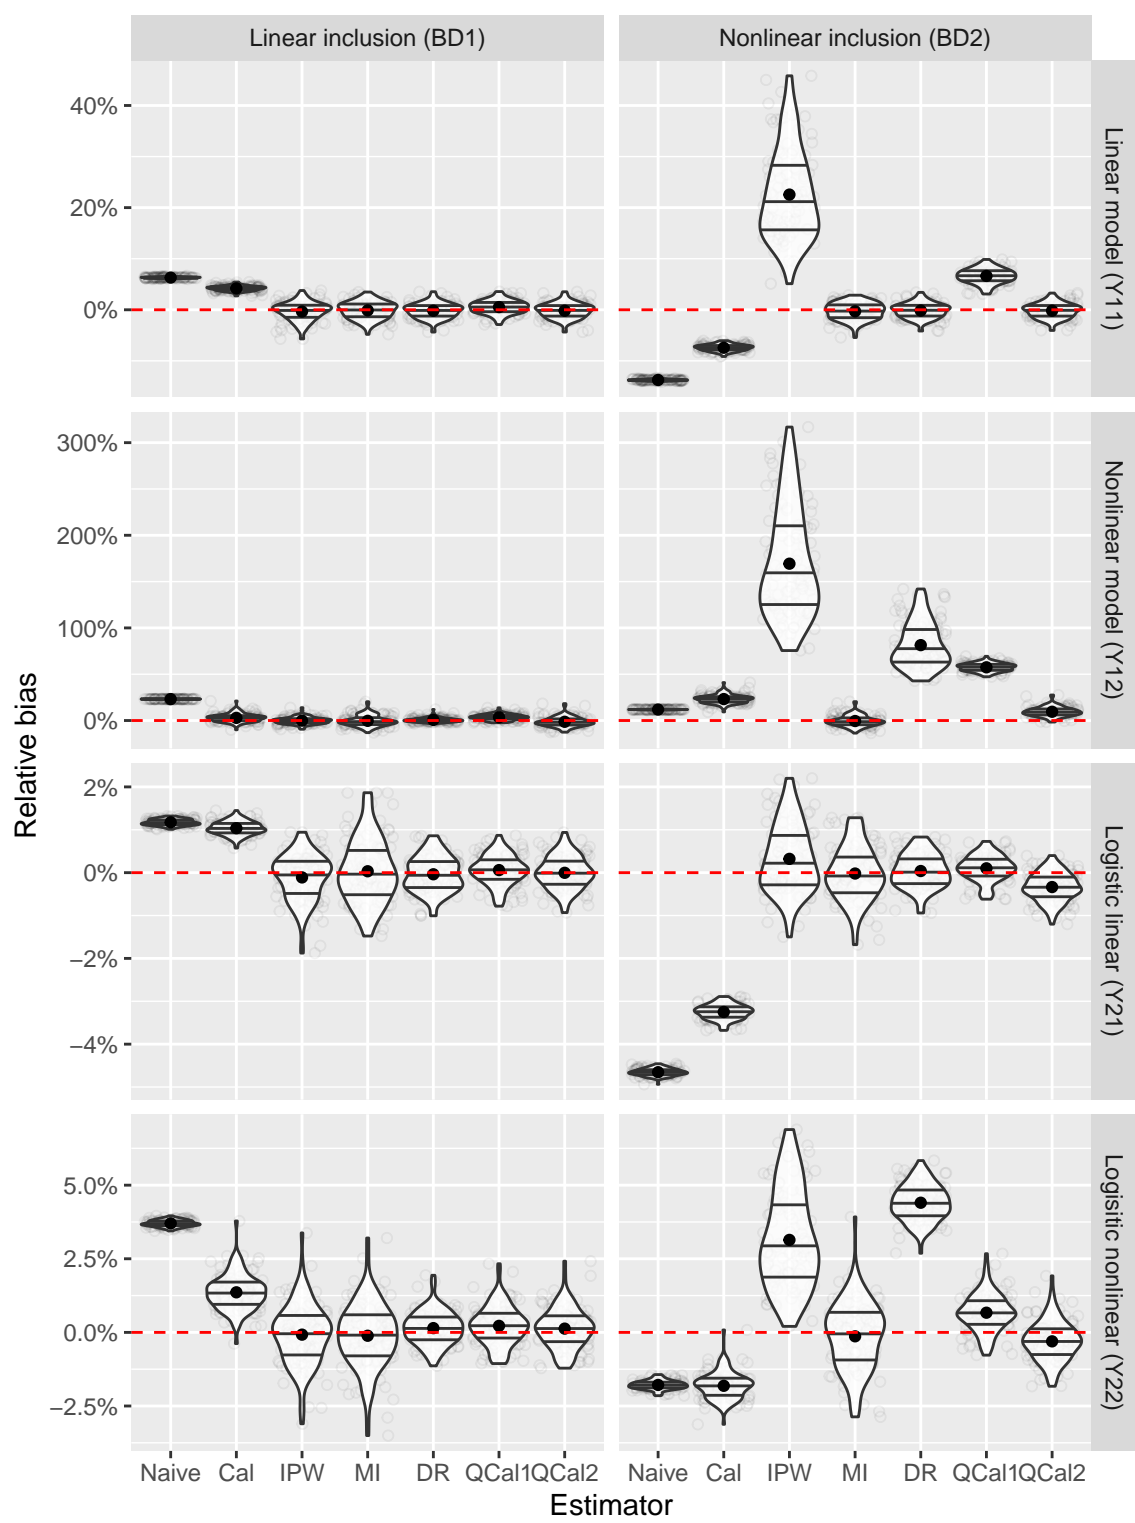 Linear inclusion (BD1)
Nonlinear inclusion (BD2)
Relative bias
40%
20%
0%
Linear model (Y11)
300%
200%
100%
0%
Nonlinear model (Y12)
2%
0%
−2%
−4%
Logistic linear (Y21)
5.0%
2.5%
0.0%
−2.5%
Logisitic nonlinear (Y22)
Naive Cal IPW MI DR QCal1 QCal2
Naive Cal IPW MI DR QCal1 QCal2
Estimator